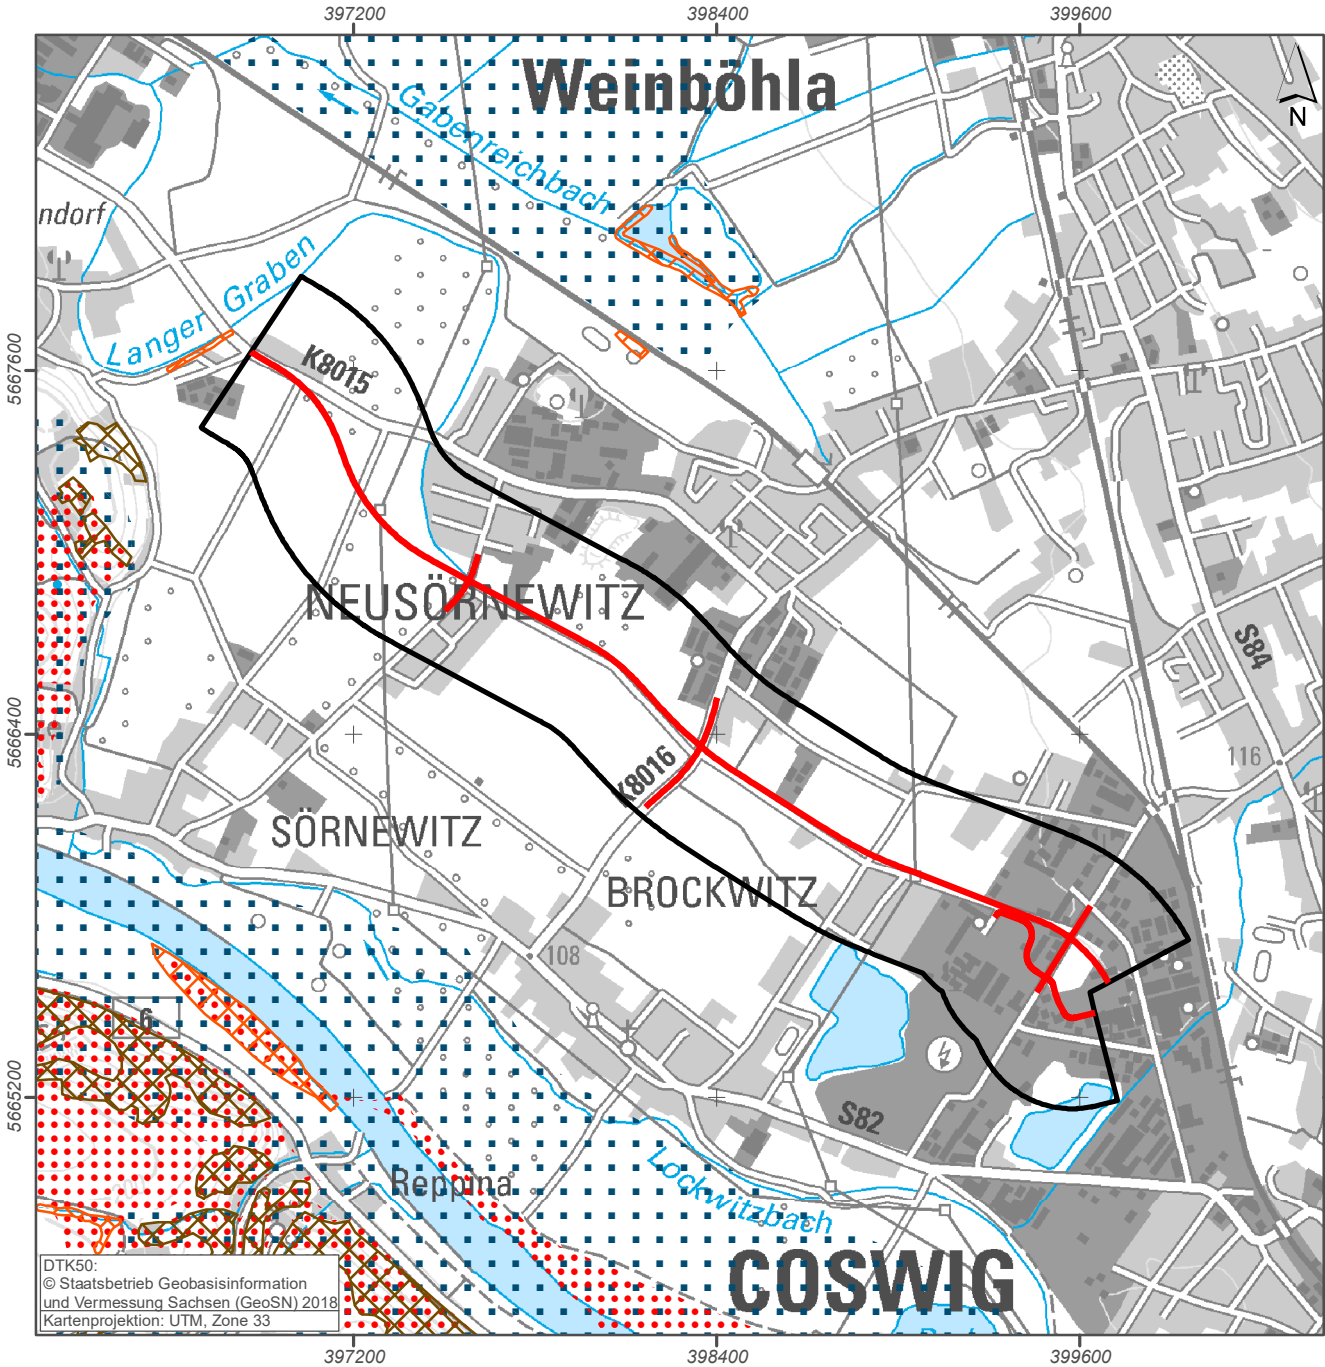 397200
398400
399600
Weinböhla
N
Gabenreichbach
ndorf
Langer Graben
5667600
K8015
NEUSÖRNEWITZ
S84
5666400
K8016
116
SÖRNEWITZ
BROCKWITZ
108
6
5665200
S82
Reppina
Lockwitzbach
COSWIG
DTK50:
© Staatsbetrieb Geobasisinformation
und Vermessung Sachsen (GeoSN) 2018
Kartenprojektion: UTM, Zone 33
397200
398400
399600